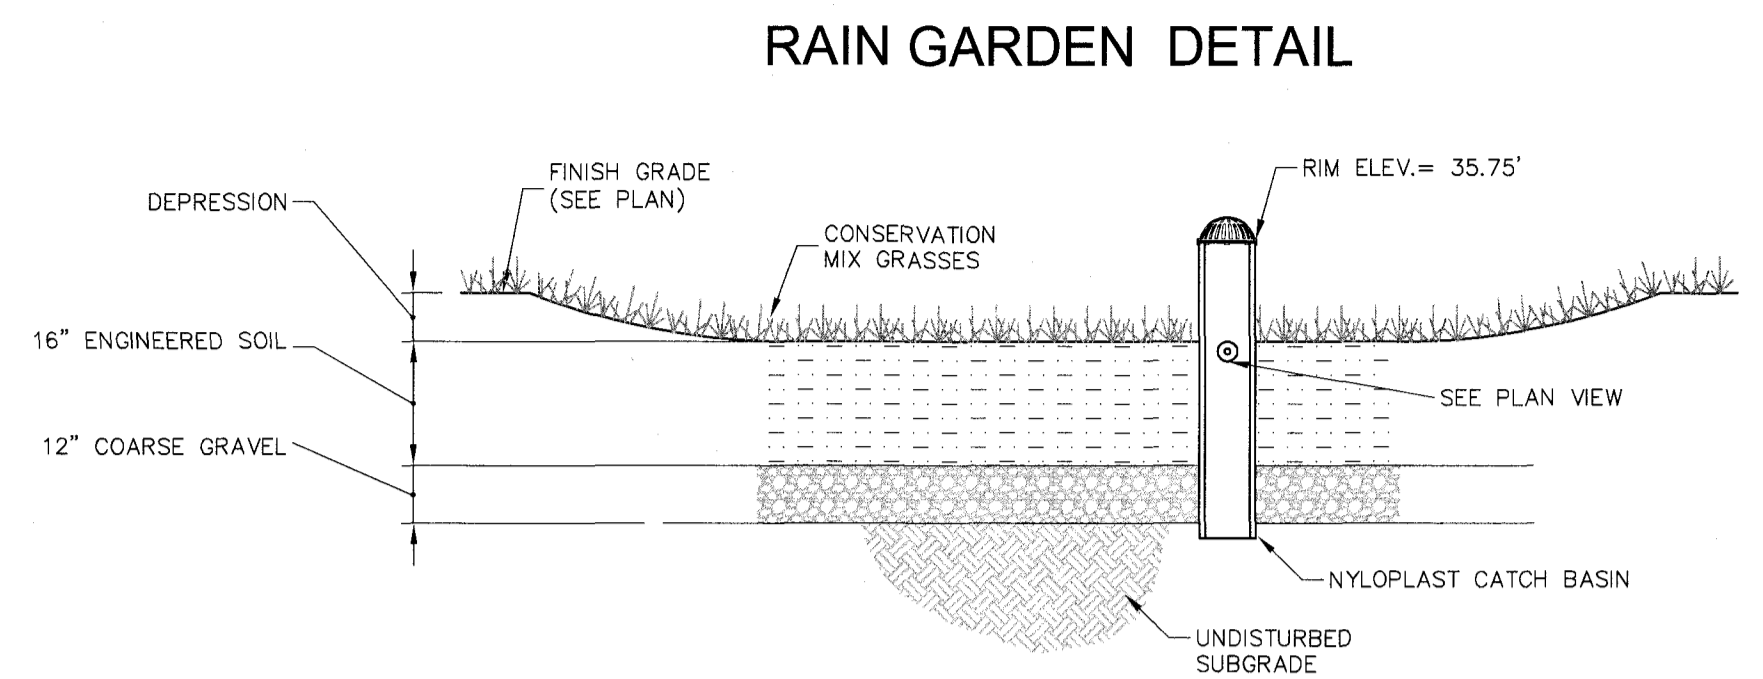 RAIN GARDEN DETAIL
DEPRESSION
FINISH GRADE
(SEE PLAN)
CONSERVATION
MIX GRASSES
RIM ELEV.= 35.75'
16" ENGINEERED SOIL
12" COARSE GRAVEL
SEE PLAN VIEW
NYLOPLAST CATCH BASIN
UNDISTURBED
SUBGRADE